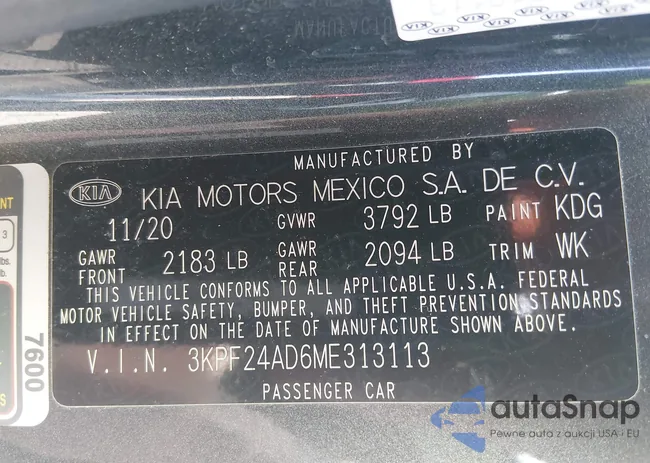 MANUFACTURED BY
KIA KIA MOTORS MEXICO S.A. DE C.V.
11/20 GVWR 3792 LB PAINT KDG
GAWR FRONT 2183 LB GAWR REAR 2094 LB TRIM WK
THIS VEHICLE CONFORMS TO ALL APPLICABLE U.S.A. FEDERAL
MOTOR VEHICLE SAFETY, BUMPER, AND THEFT PREVENTION STANDARDS
IN EFFECT ON THE DATE OF MANUFACTURE SHOWN ABOVE.
V.I.N. 3KPF24AD6ME313113
PASSENGER CAR
7600
autaSnap
Pewne auta z aukcji USA - EU